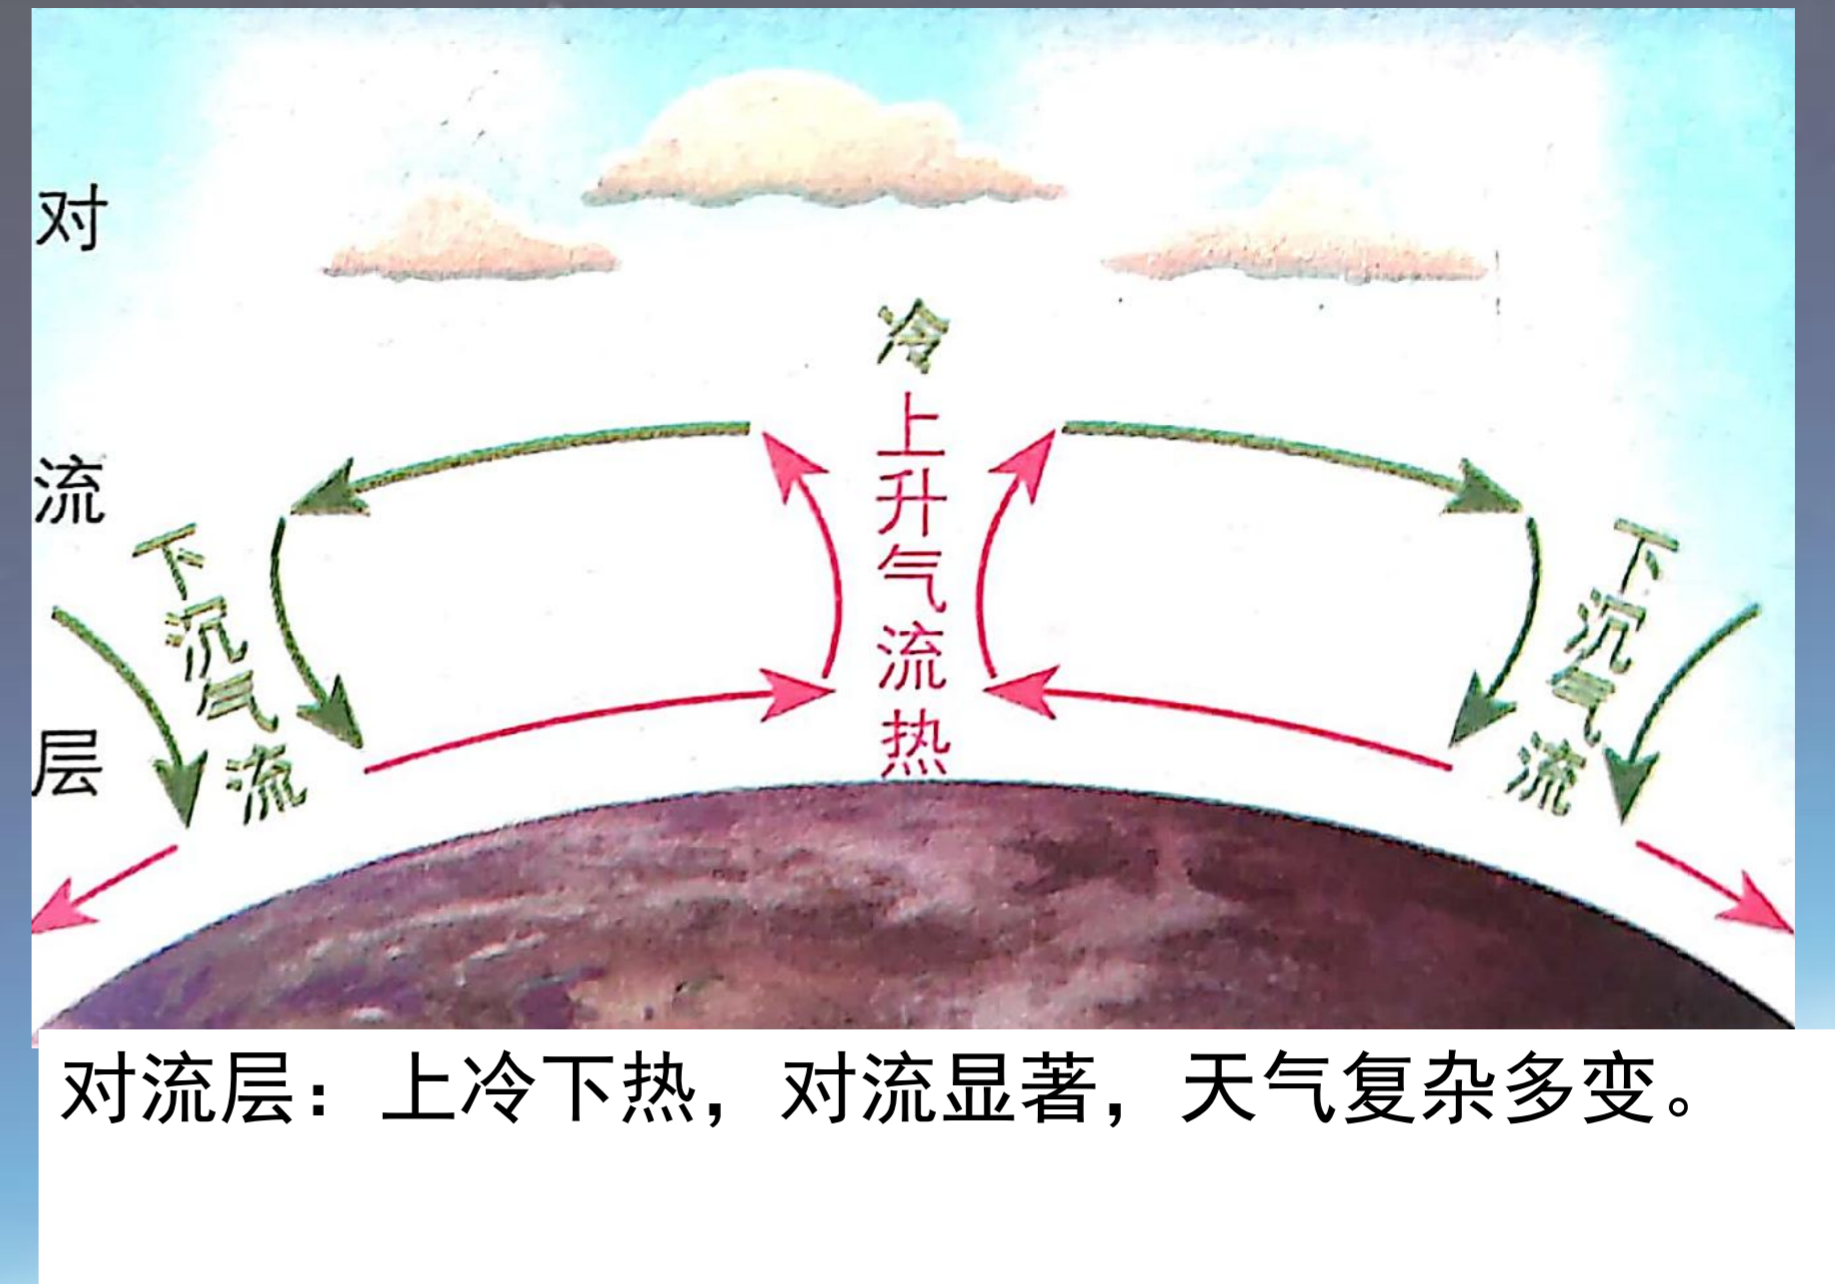 对流层
冷
上升气流
热
下沉气流
下沉气流
对流层：上冷下热，对流显著，天气复杂多变。